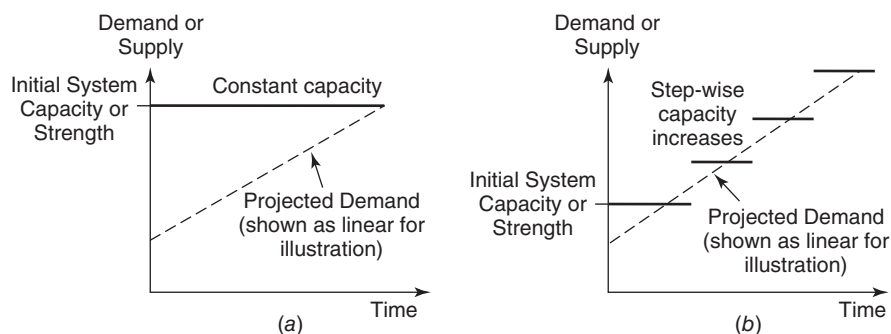 Demand or
Supply
Initial System
Capacity or
Strength
Constant capacity
Projected Demand
(shown as linear for
illustration)
Time
(a)
Demand or
Supply
Step-wise
capacity
increases
Initial System
Capacity or
Strength
Projected Demand
(shown as linear for
illustration)
Time
(b)